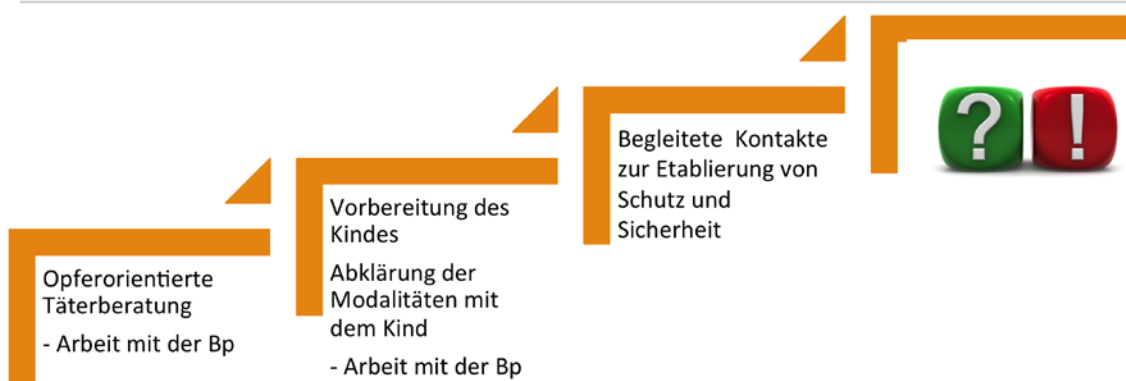 Opferorientierte
Täterberatung
- Arbeit mit der Bp
Vorbereitung des
Kindes
Abklärung der
Modalitäten mit
dem Kind
- Arbeit mit der Bp
Begleitete Kontakte
zur Etablierung von
Schutz und
Sicherheit
? !